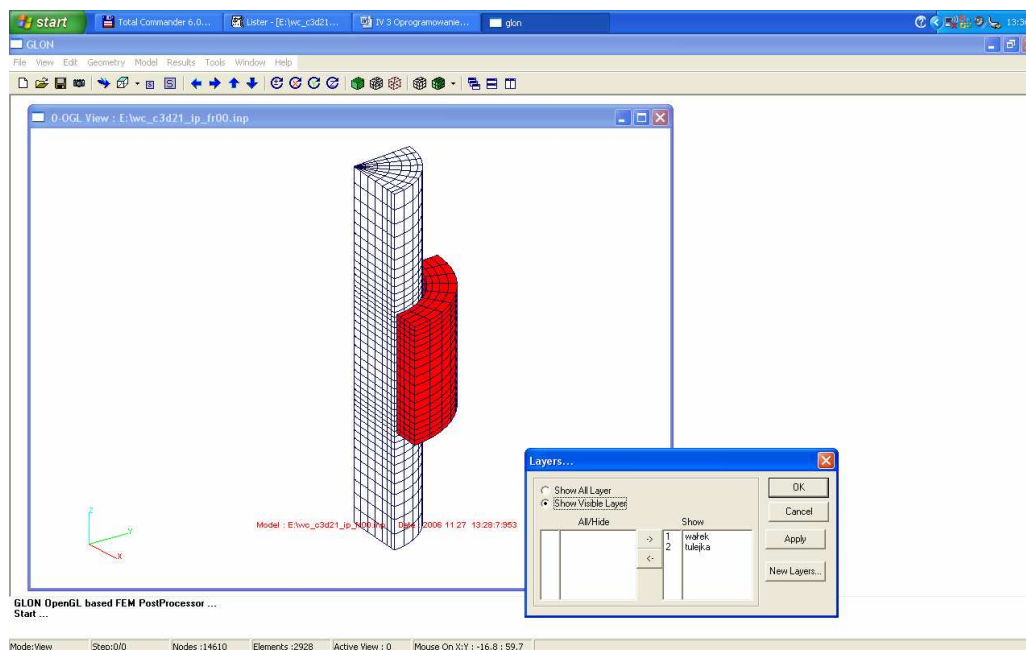 start
Total Commander 6.0...
Lister - [E:\wc_c3d21...
IV 3 Oprogramowanie...
glon
13:36
GLON
File View Edit Geometry Model Results Tools Window Help
0-OGL View : E:\wc_c3d21_ip_fr00.inp
Z
Y
X
Model : E:\wc_c3d21_ip_fr00.inp Date : 2006 11 27 13:28:7:953
Layers...
Show All Layer
Show Visible Layer
All/Hide
Show
->
<-
1 wałek
2 tulejka
OK
Cancel
Apply
New Layers...
GLON OpenGL based FEM PostProcessor ...
Start ...
Mode:View Step:0/0 Nodes :14610 Elements :2928 Active View : 0 Mouse On X:Y : -16.8 : 59.7